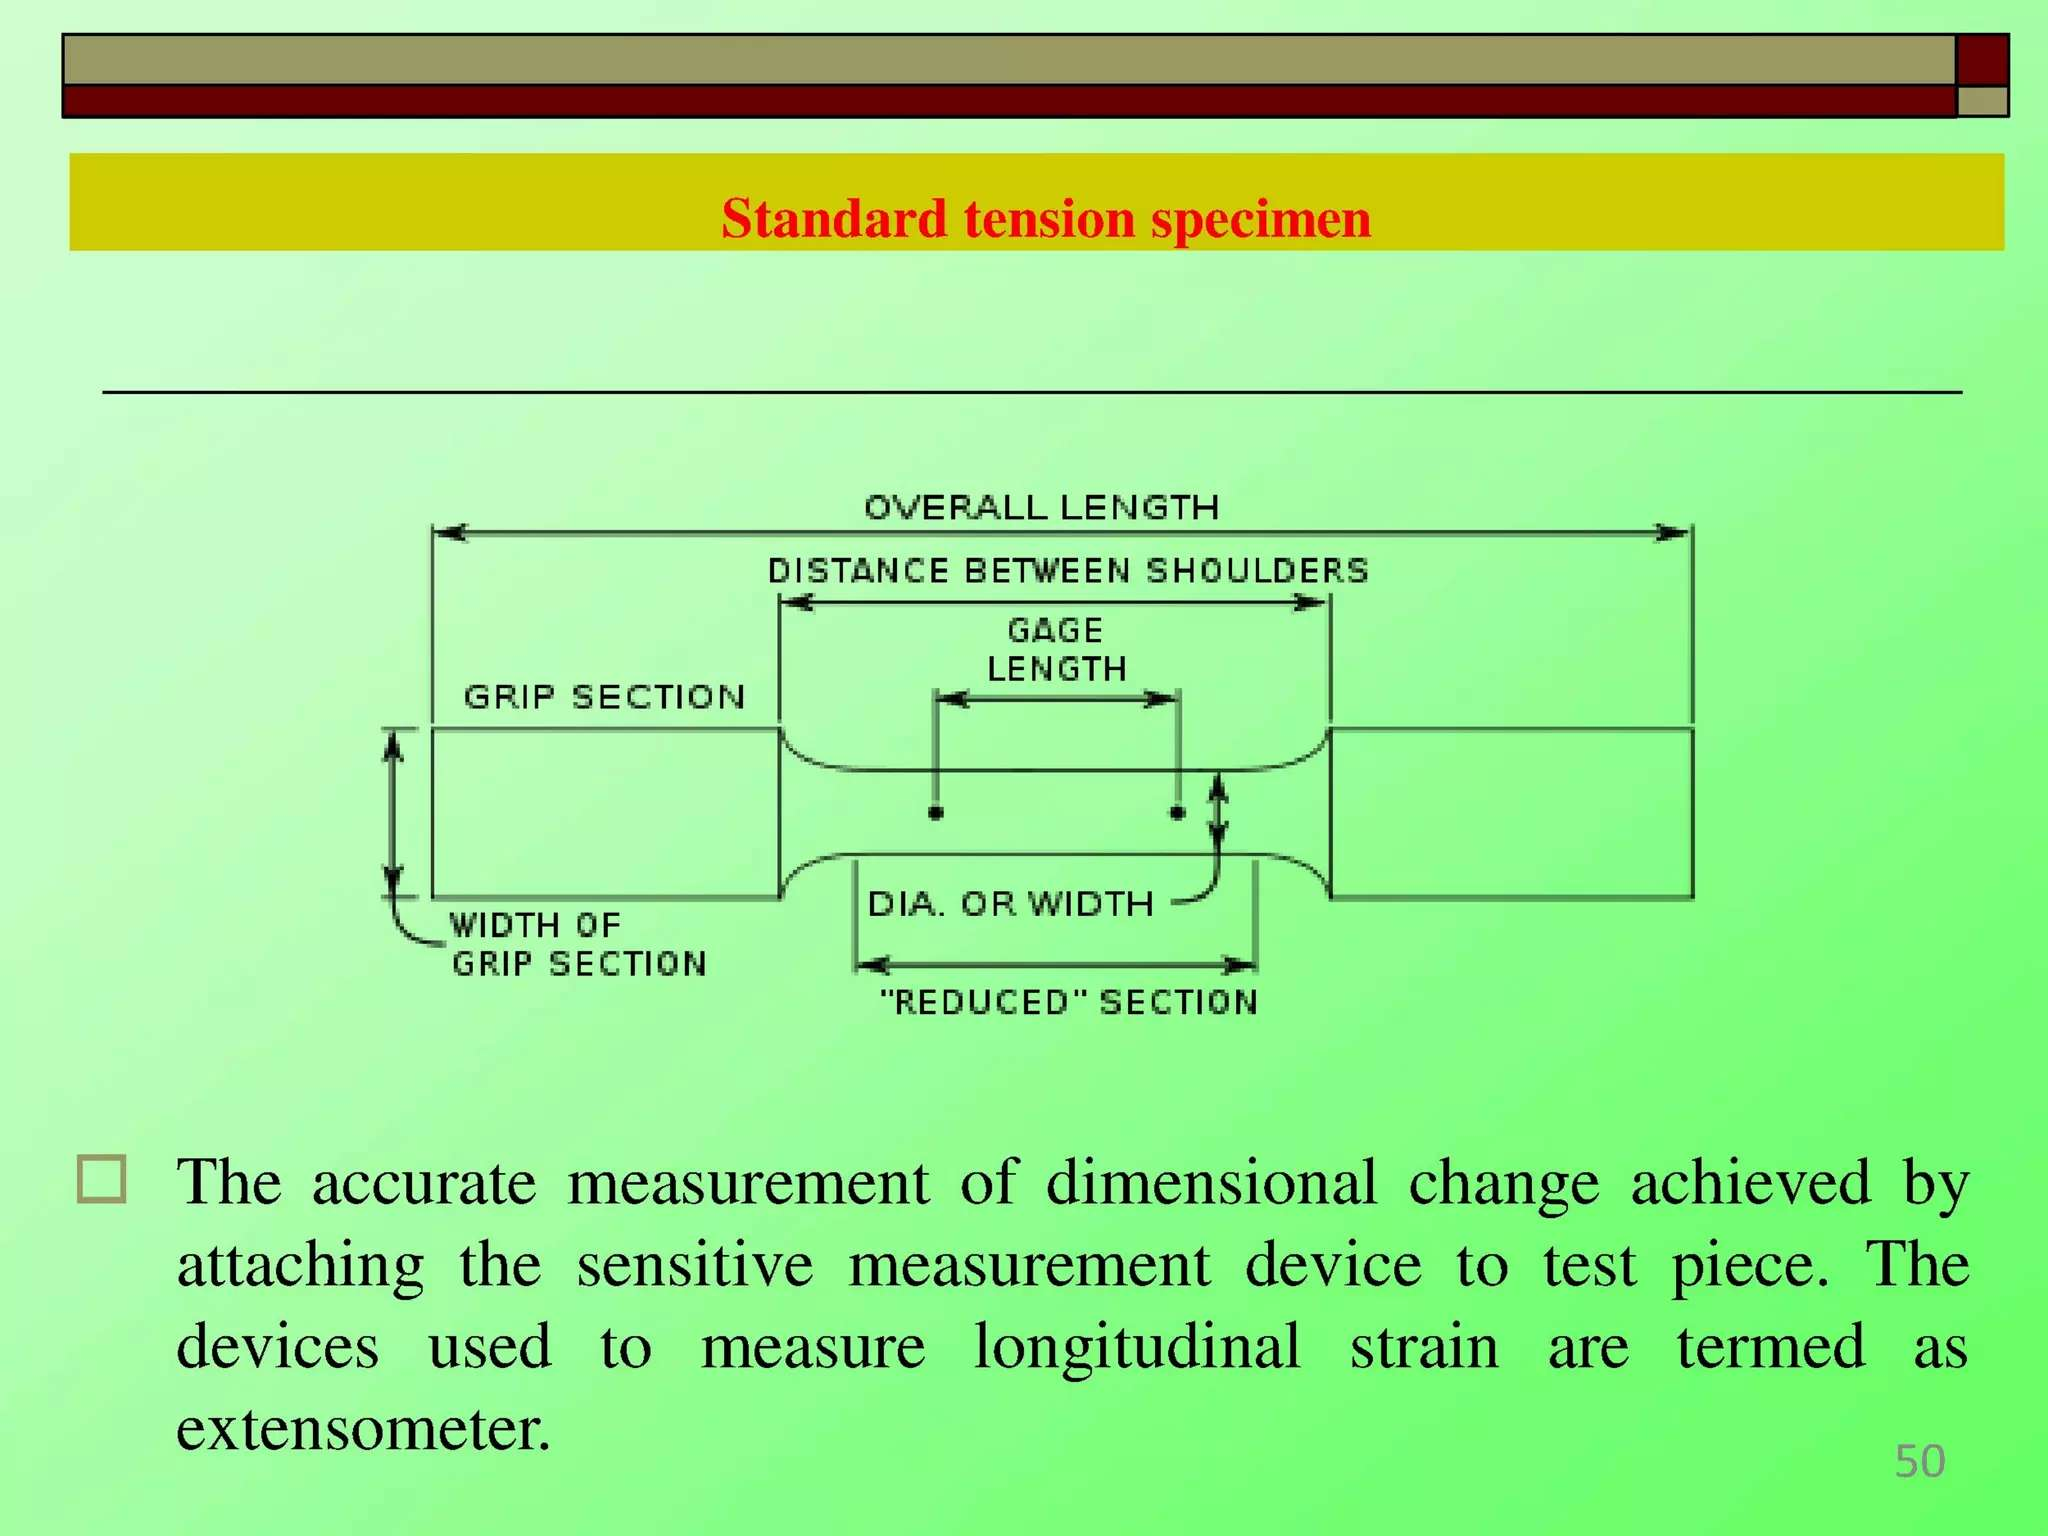 Standard tension specimen
OVERALL LENGTH
DISTANCE BETWEEN SHOULDERS
GAGE
LENGTH
GRIP SECTION
DIA. OR WIDTH
WIDTH OF
GRIP SECTION
"REDUCED" SECTION
The accurate measurement of dimensional change achieved by
attaching the sensitive measurement device to test piece. The
devices used to measure longitudinal strain are termed as
extensometer.
50